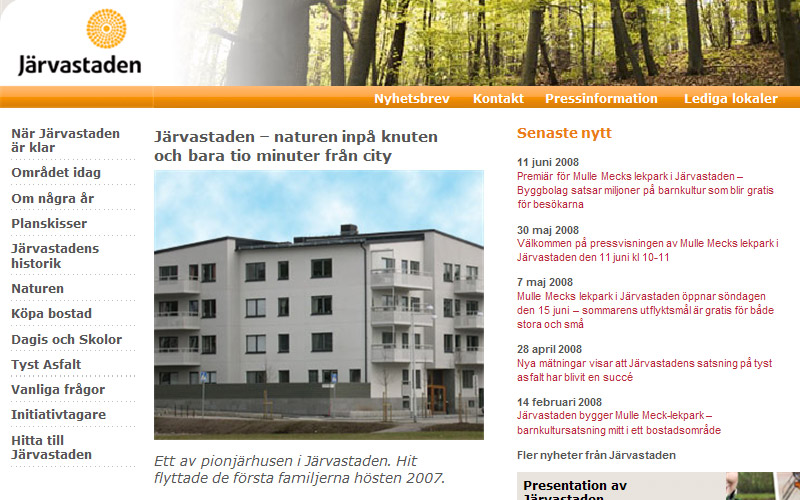 Järvastaden
Nyhetsbrev
Kontakt
Pressinformation
Lediga lokaler
När Järvastaden
är klar
Området idag
Om några år
Planskisser
Järvastadens
historik
Naturen
Köpa bostad
Dagis och Skolor
Tyst Asfalt
Vanliga frågor
Initiativtagare
Hitta till
Järvastaden
Järvastaden – naturen inpå knuten
och bara tio minuter från city
Ett av pionjärhusen i Järvastaden. Hit
flyttade de första familjerna hösten 2007.
Senaste nytt
11 juni 2008
Premiär för Mulle Mecks lekpark i Järvastaden –
Byggbolag satsar miljoner på barnkultur som blir gratis
för besökarna
30 maj 2008
Välkommen på pressvisningen av Mulle Mecks lekpark i
Järvastaden den 11 juni kl 10-11
7 maj 2008
Mulle Mecks lekpark i Järvastaden öppnar söndagen
den 15 juni – sommarens utflyktsmål är gratis för både
stora och små
28 april 2008
Nya mätningar visar att Järvastadens satsning på tyst
asfalt har blivit en succé
14 februari 2008
Järvastaden bygger Mulle Meck-lekpark –
barnkultursatsning mitt i ett bostadsområde
Fler nyheter från Järvastaden
Presentation av
Järvastaden